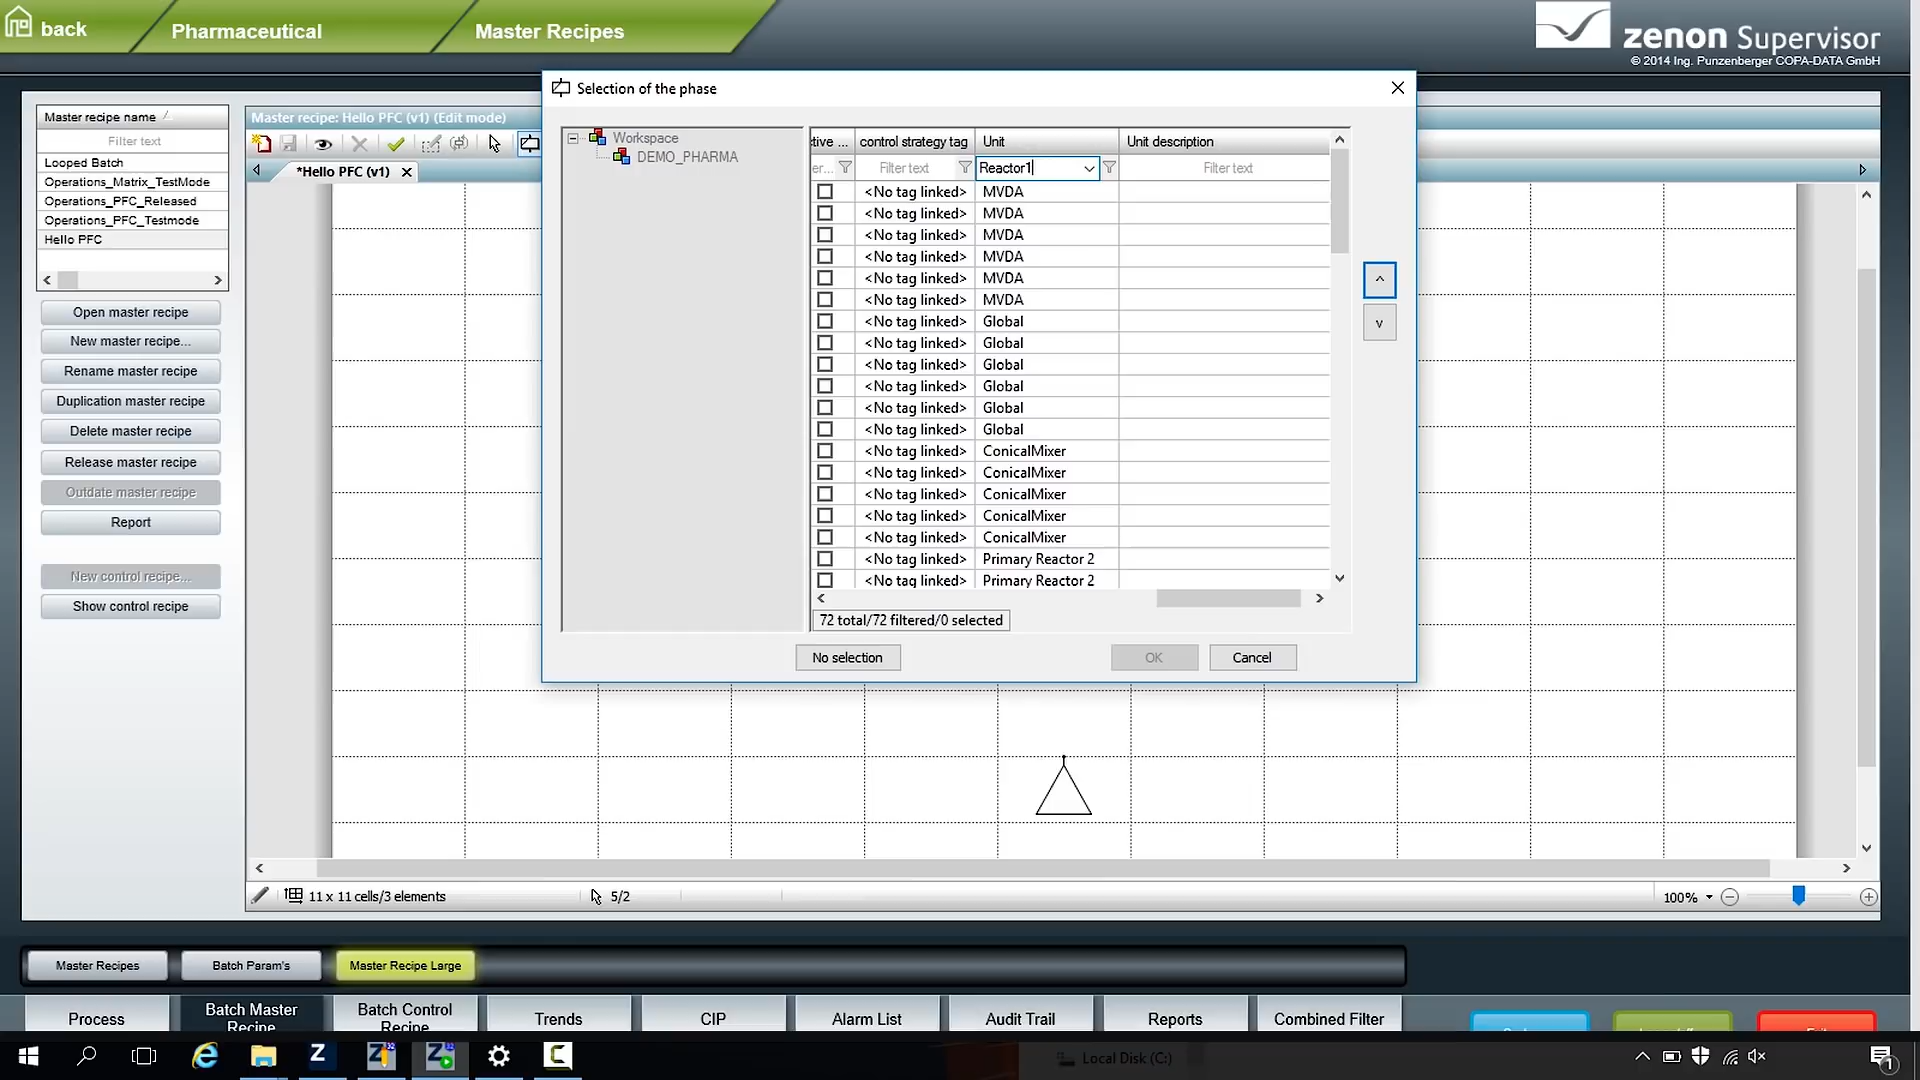 back
Pharmaceutical
Master Recipes
zenon Supervisor
© 2014 Ing. Punzenberger COPA-DATA GmbH
Master recipe name
Filter text
Looped Batch
Operations_Matrix_TestMode
Operations_PFC_Released
Operations_PFC_Testmode
Hello PFC
Open master recipe
New master recipe...
Rename master recipe
Duplication master recipe
Delete master recipe
Release master recipe
Outdate master recipe
Report
New control recipe...
Show control recipe
Master recipe: Hello PFC (v1) (Edit mode)
*Hello PFC (v1)
Selection of the phase
Workspace
DEMO_PHARMA
tive ... control strategy tag Unit Unit description
er... Filter text Reactor1 Filter text
<No tag linked> MVDA
<No tag linked> MVDA
<No tag linked> MVDA
<No tag linked> MVDA
<No tag linked> MVDA
<No tag linked> MVDA
<No tag linked> Global
<No tag linked> Global
<No tag linked> Global
<No tag linked> Global
<No tag linked> Global
<No tag linked> Global
<No tag linked> ConicalMixer
<No tag linked> ConicalMixer
<No tag linked> ConicalMixer
<No tag linked> ConicalMixer
<No tag linked> ConicalMixer
<No tag linked> Primary Reactor 2
<No tag linked> Primary Reactor 2
72 total/72 filtered/0 selected
No selection
OK
Cancel
11 x 11 cells/3 elements
5/2
100%
Master Recipes
Batch Param's
Master Recipe Large
Process
Batch Master
Recipe
Batch Control
Recipe
Trends
CIP
Alarm List
Audit Trail
Reports
Combined Filter
Local Disk (C:)
1